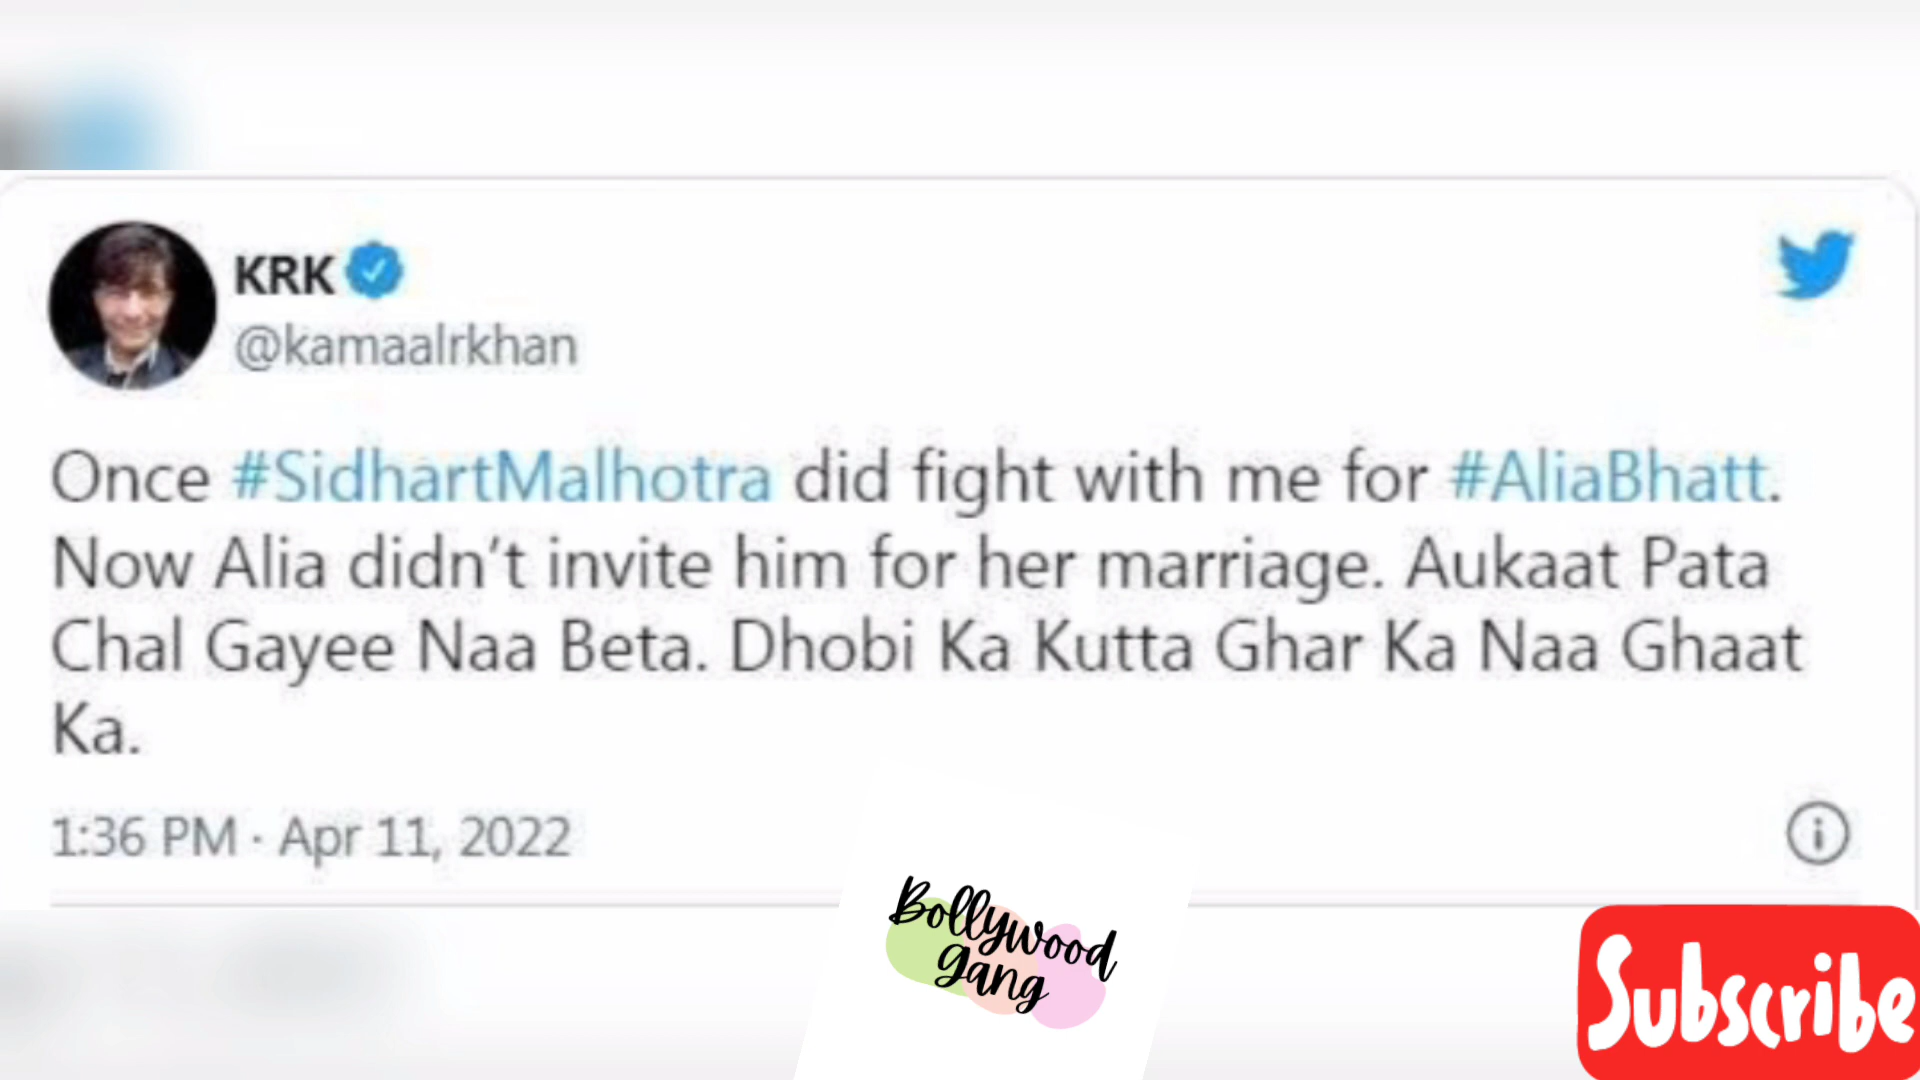 KRK
@kamaalrkhan
Once #SidhartMalhotra did fight with me for #AliaBhatt.
Now Alia didn't invite him for her marriage. Aukaat Pata
Chal Gayee Naa Beta. Dhobi Ka Kutta Ghar Ka Naa Ghaat
Ka.
1:36 PM · Apr 11, 2022
Bollywood
gang
Subscribe